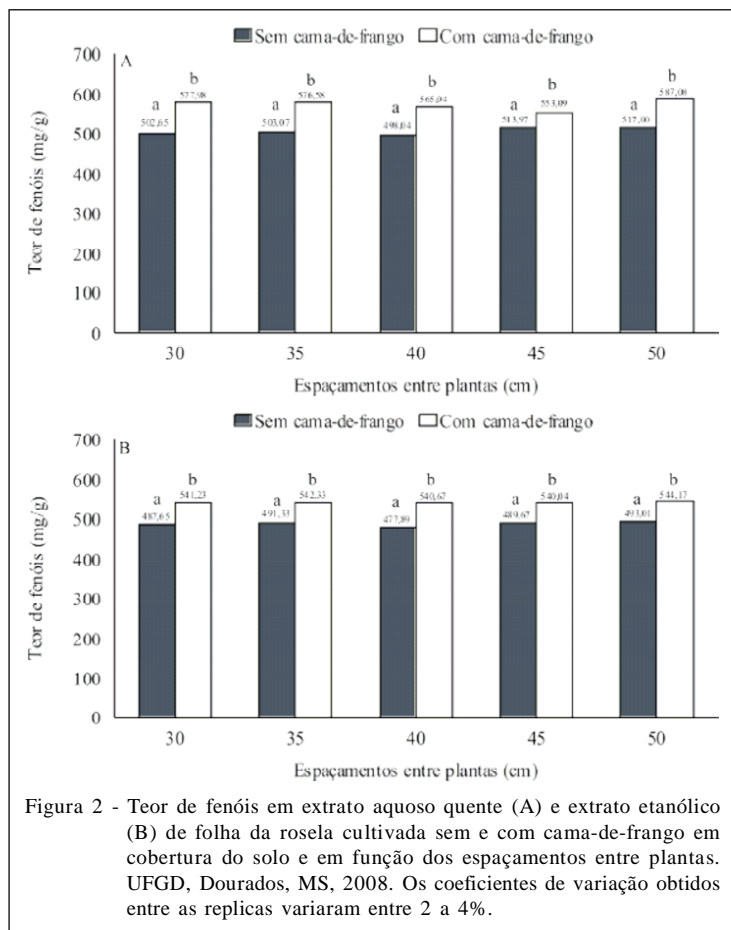 Sem cama-de-frango Com cama-de-frango
A
Teor de fenóis (mg/g)
700
600
500
400
300
200
100
0
a b a b a b a b a b
502,65 577,98 503,07 576,58 498,04 565,04 513,97 553,09 517,00 587,08
30 35 40 45 50
Espaçamentos entre plantas (cm)
Sem cama-de-frango Com cama-de-frango
B
Teor de fenóis (mg/g)
700
600
500
400
300
200
100
0
a b a b a b a b a b
487,65 541,23 491,33 542,33 477,89 540,67 489,67 540,04 493,01 544,17
30 35 40 45 50
Espaçamentos entre plantas (cm)
Figura 2 - Teor de fenóis em extrato aquoso quente (A) e extrato etanólico
(B) de folha da rosela cultivada sem e com cama-de-frango em
cobertura do solo e em função dos espaçamentos entre plantas.
UFGD, Dourados, MS, 2008. Os coeficientes de variação obtidos
entre as replicas variaram entre 2 a 4%.